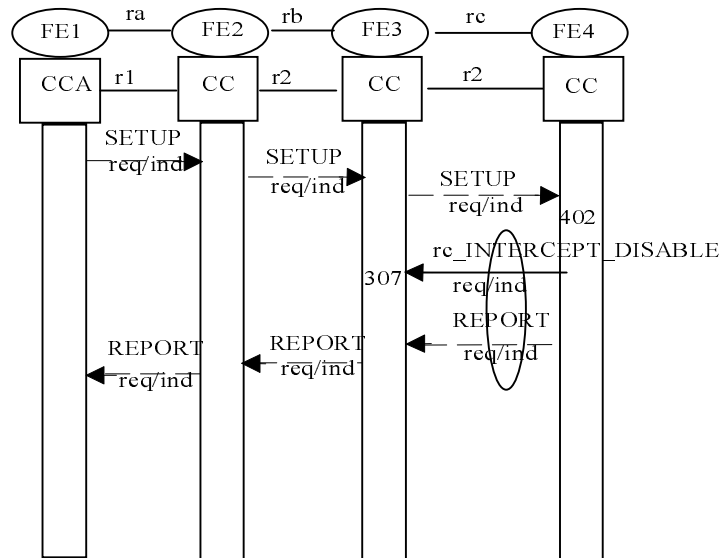 ra rb rc
FE1 FE2 FE3 FE4
r1 r2 r2
CCA CC CC CC
SETUP
req/ind
SETUP
req/ind
SETUP
req/ind
402
rc_INTERCEPT_DISABLE
307
req/ind
REPORT
req/ind
REPORT
req/ind
REPORT
req/ind